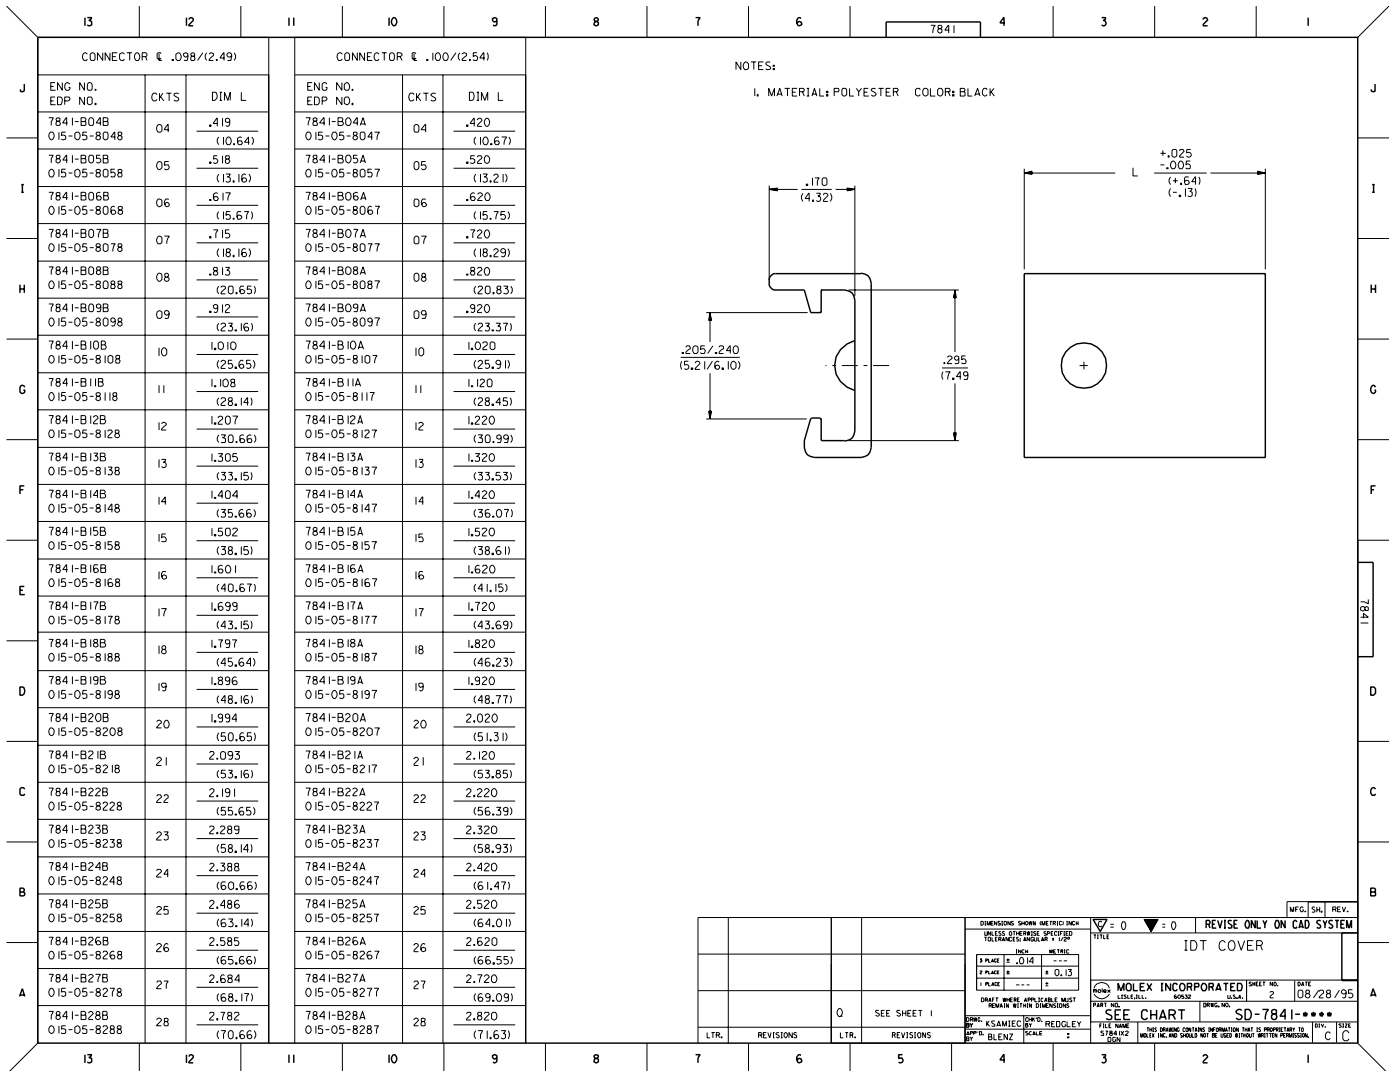 13 12 11 10 9 8 7 6 5 4 3 2 1
7841
CONNECTOR ℄ .098/(2.49)
ENG NO. EDP NO. CKTS DIM L
7841-B04B 015-05-8048 04 .419 (10.64)
7841-B05B 015-05-8058 05 .518 (13.16)
7841-B06B 015-05-8068 06 .617 (15.67)
7841-B07B 015-05-8078 07 .715 (18.16)
7841-B08B 015-05-8088 08 .813 (20.65)
7841-B09B 015-05-8098 09 .912 (23.16)
7841-B10B 015-05-8108 10 1.010 (25.65)
7841-B11B 015-05-8118 11 1.108 (28.14)
7841-B12B 015-05-8128 12 1.207 (30.66)
7841-B13B 015-05-8138 13 1.305 (33.15)
7841-B14B 015-05-8148 14 1.404 (35.66)
7841-B15B 015-05-8158 15 1.502 (38.15)
7841-B16B 015-05-8168 16 1.601 (40.67)
7841-B17B 015-05-8178 17 1.699 (43.15)
7841-B18B 015-05-8188 18 1.797 (45.64)
7841-B19B 015-05-8198 19 1.896 (48.16)
7841-B20B 015-05-8208 20 1.994 (50.65)
7841-B21B 015-05-8218 21 2.093 (53.16)
7841-B22B 015-05-8228 22 2.191 (55.65)
7841-B23B 015-05-8238 23 2.289 (58.14)
7841-B24B 015-05-8248 24 2.388 (60.66)
7841-B25B 015-05-8258 25 2.486 (63.14)
7841-B26B 015-05-8268 26 2.585 (65.66)
7841-B27B 015-05-8278 27 2.684 (68.17)
7841-B28B 015-05-8288 28 2.782 (70.66)
CONNECTOR ℄ .100/(2.54)
ENG NO. EDP NO. CKTS DIM L
7841-B04A 015-05-8047 04 .420 (10.67)
7841-B05A 015-05-8057 05 .520 (13.21)
7841-B06A 015-05-8067 06 .620 (15.75)
7841-B07A 015-05-8077 07 .720 (18.29)
7841-B08A 015-05-8087 08 .820 (20.83)
7841-B09A 015-05-8097 09 .920 (23.37)
7841-B10A 015-05-8107 10 1.020 (25.91)
7841-B11A 015-05-8117 11 1.120 (28.45)
7841-B12A 015-05-8127 12 1.220 (30.99)
7841-B13A 015-05-8137 13 1.320 (33.53)
7841-B14A 015-05-8147 14 1.420 (36.07)
7841-B15A 015-05-8157 15 1.520 (38.61)
7841-B16A 015-05-8167 16 1.620 (41.15)
7841-B17A 015-05-8177 17 1.720 (43.69)
7841-B18A 015-05-8187 18 1.820 (46.23)
7841-B19A 015-05-8197 19 1.920 (48.77)
7841-B20A 015-05-8207 20 2.020 (51.31)
7841-B21A 015-05-8217 21 2.120 (53.85)
7841-B22A 015-05-8227 22 2.220 (56.39)
7841-B23A 015-05-8237 23 2.320 (58.93)
7841-B24A 015-05-8247 24 2.420 (61.47)
7841-B25A 015-05-8257 25 2.520 (64.01)
7841-B26A 015-05-8267 26 2.620 (66.55)
7841-B27A 015-05-8277 27 2.720 (69.09)
7841-B28A 015-05-8287 28 2.820 (71.63)
NOTES:
1. MATERIAL: POLYESTER COLOR: BLACK
.170
(4.32)
.205/.240
(5.21/6.10)
.295
(7.49
L
+.025
-.005
(+.64)
(-.13)
J J
I I
H H
G G
F F
E
7841
D D
C C
B B
A A
Q SEE SHEET 1
LTR. REVISIONS LTR. REVISIONS
DIMENSIONS SHOWN (METRIC) INCH
UNLESS OTHERWISE SPECIFIED
TOLERANCES: ANGULAR ± 1/2°
INCH METRIC
3 PLACE ± .014 ---
2 PLACE ± ± 0.13
1 PLACE --- ±
DRAFT WHERE APPLICABLE MUST
REMAIN WITHIN DIMENSIONS
DRWG. BY KSAMIEC CHK'D. BY REDGLEY
APP'D. BY BLENZ SCALE :
MFG. SH. REV.
C = 0 = 0 REVISE ONLY ON CAD SYSTEM
TITLE
IDT COVER
molex MOLEX INCORPORATED
LISLE, ILL. 60532 U.S.A.
SHEET NO. 2
DATE 08/28/95
PART NO. SEE CHART
DRWG. NO. SD-7841-****
FILE NAME S7841X2 DGN
THIS DRAWING CONTAINS INFORMATION THAT IS PROPRIETARY TO
MOLEX INC. AND SHOULD NOT BE USED WITHOUT WRITTEN PERMISSION.
DIV. C
SIZE C
13 12 11 10 9 8 7 6 5 4 3 2 1